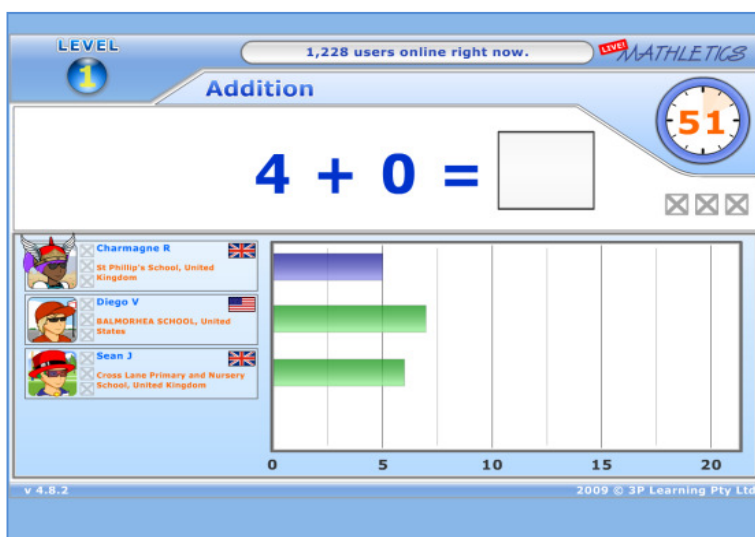 LEVEL
1
1,228 users online right now.
LIVE!
MATHLETICS
Addition
51
4 + 0 =
Charmagne R
St Phillip's School, United
Kingdom
Diego V
BALMORHEA SCHOOL, United
States
Sean J
Cross Lane Primary and Nursery
School, United Kingdom
0 5 10 15 20
v 4.8.2
2009 © 3P Learning Pty Ltd